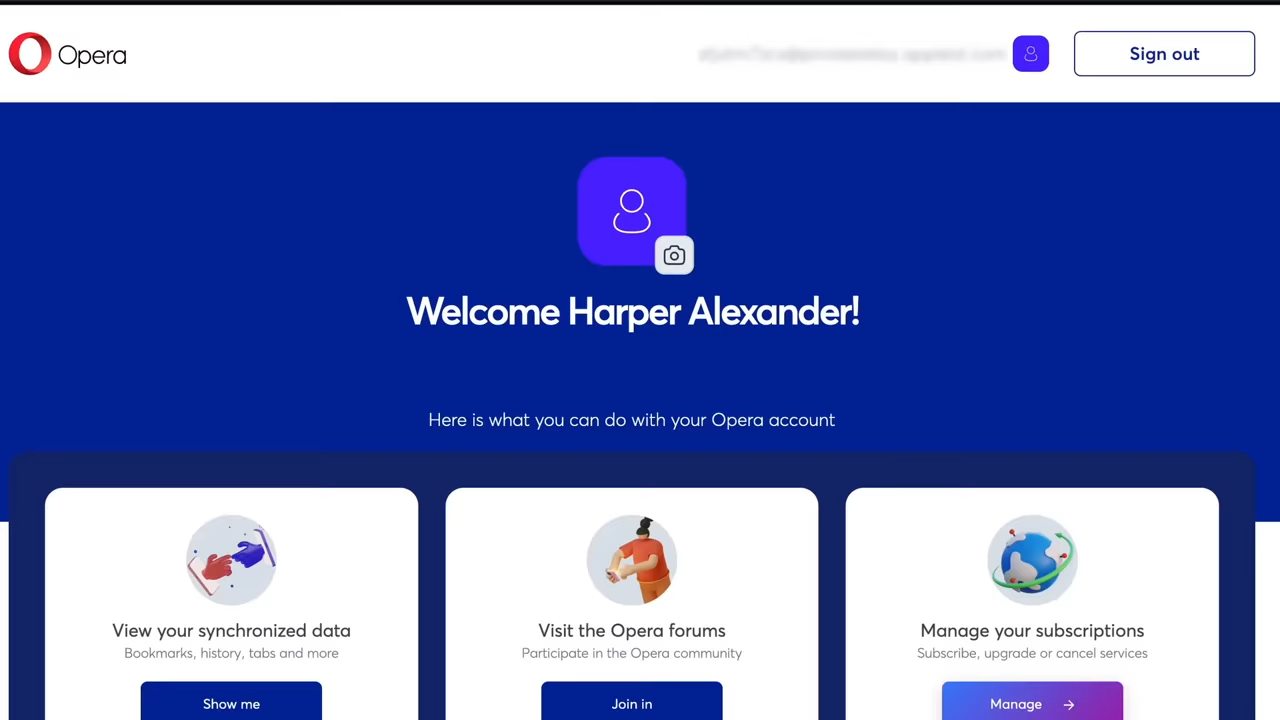 Opera
Sign out
Welcome Harper Alexander!
Here is what you can do with your Opera account
View your synchronized data
Bookmarks, history, tabs and more
Show me
Visit the Opera forums
Participate in the Opera community
Join in
Manage your subscriptions
Subscribe, upgrade or cancel services
Manage →